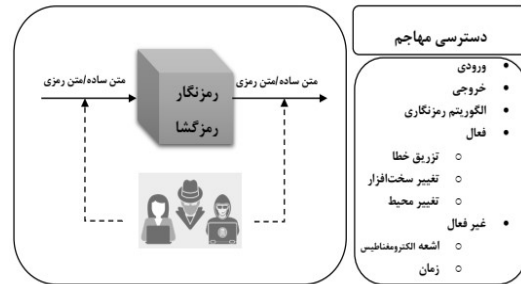 دسترسی مهاجم
ورودی
خروجی
الگوریتم رمزنگاری
فعال
تزریق خطا
تغییر سخت‌افزار
تغییر محیط
غیر فعال
اشعه الکترومغناطیس
زمان
متن ساده/متن رمزی
رمزنگار
رمزگشا
متن ساده/متن رمزی